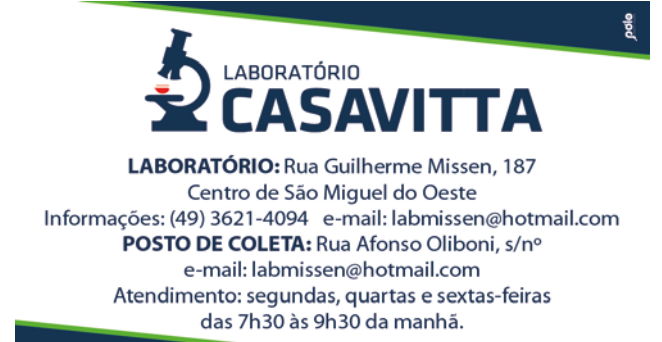 polo
LABORATÓRIO
CASAVITTA
LABORATÓRIO: Rua Guilherme Missen, 187
Centro de São Miguel do Oeste
Informações: (49) 3621-4094 e-mail: labmissen@hotmail.com
POSTO DE COLETA: Rua Afonso Oliboni, s/nº
e-mail: labmissen@hotmail.com
Atendimento: segundas, quartas e sextas-feiras
das 7h30 às 9h30 da manhã.